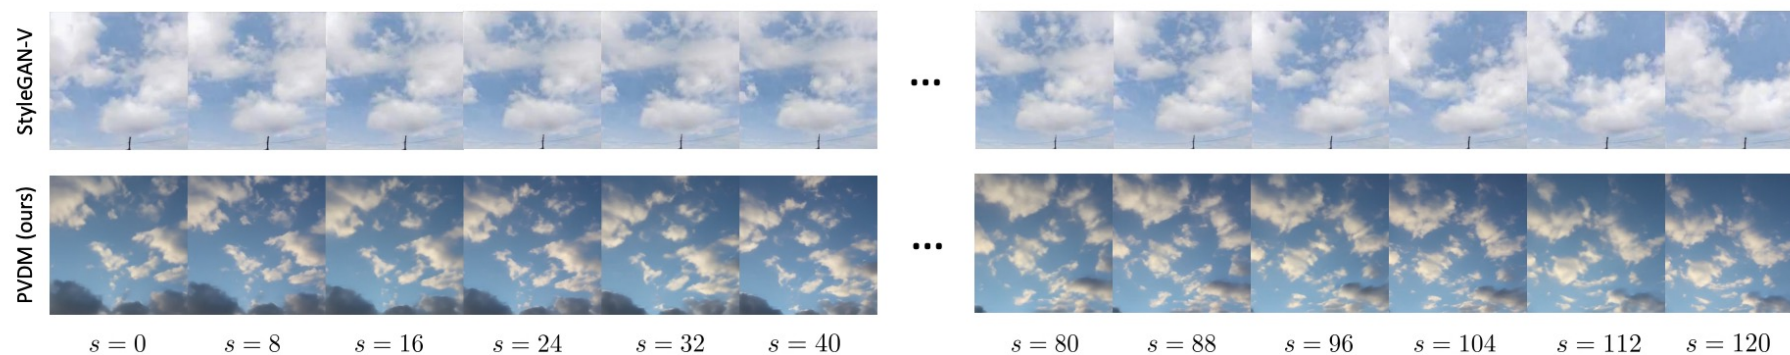 StyleGAN-V
...
PVDM (ours)
...
s = 0 s = 8 s = 16 s = 24 s = 32 s = 40 s = 80 s = 88 s = 96 s = 104 s = 112 s = 120